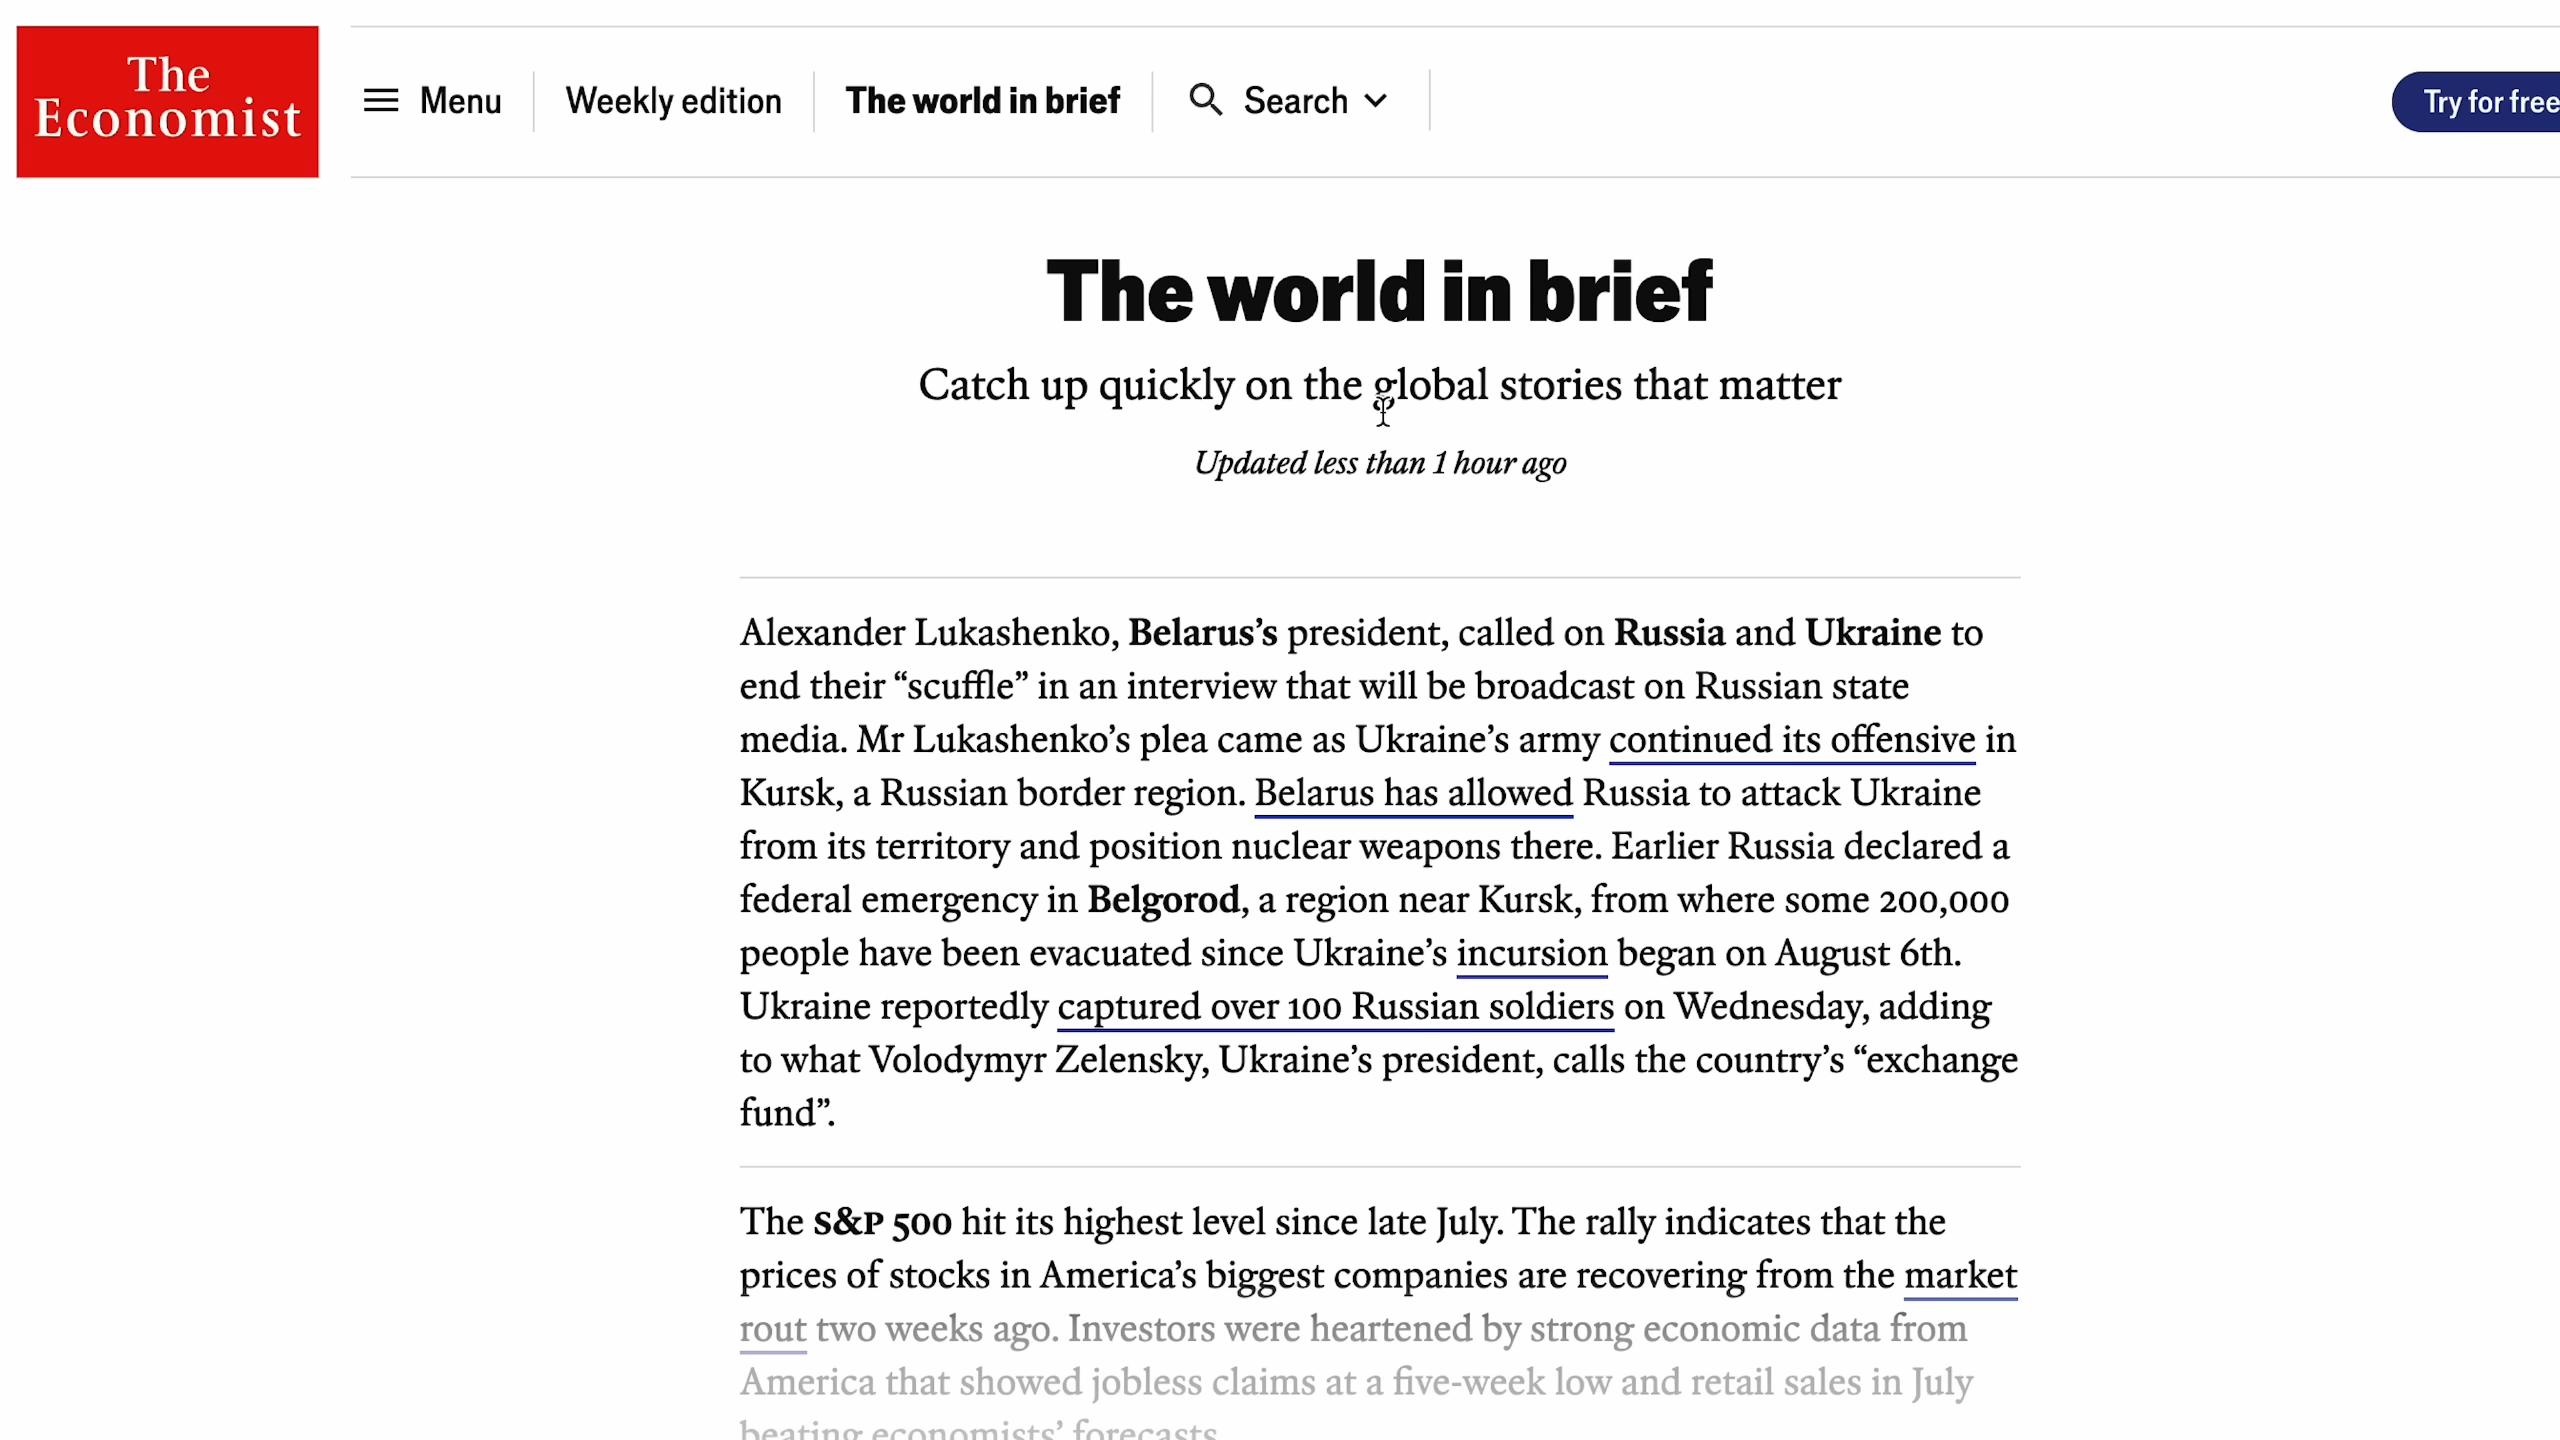 The
Economist
Menu
Weekly edition
The world in brief
Search
Try for free
The world in brief
Catch up quickly on the global stories that matter
Updated less than 1 hour ago
Alexander Lukashenko, Belarus’s president, called on Russia and Ukraine to
end their “scuffle” in an interview that will be broadcast on Russian state
media. Mr Lukashenko’s plea came as Ukraine’s army continued its offensive in
Kursk, a Russian border region. Belarus has allowed Russia to attack Ukraine
from its territory and position nuclear weapons there. Earlier Russia declared a
federal emergency in Belgorod, a region near Kursk, from where some 200,000
people have been evacuated since Ukraine’s incursion began on August 6th.
Ukraine reportedly captured over 100 Russian soldiers on Wednesday, adding
to what Volodymyr Zelensky, Ukraine’s president, calls the country’s “exchange
fund”.
The S&P 500 hit its highest level since late July. The rally indicates that the
prices of stocks in America’s biggest companies are recovering from the market
rout two weeks ago. Investors were heartened by strong economic data from
America that showed jobless claims at a five-week low and retail sales in July
beating economists’ forecasts